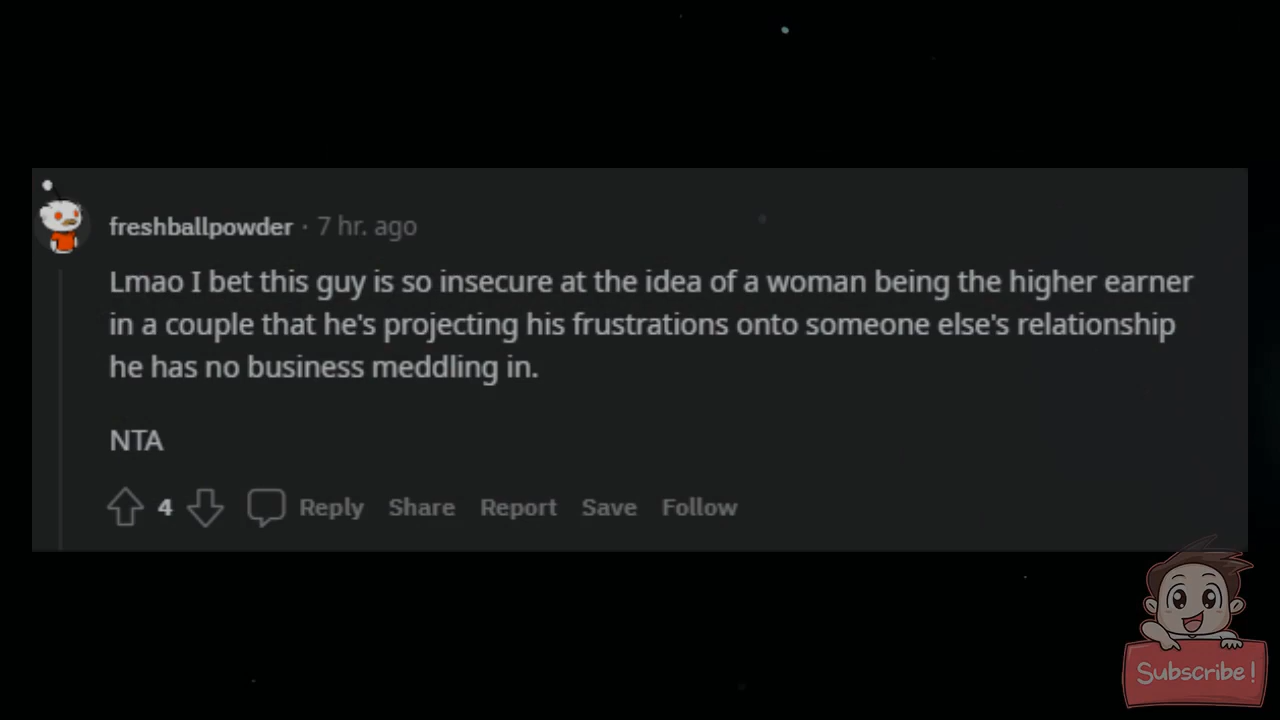 freshballpowder · 7 hr. ago
Lmao I bet this guy is so insecure at the idea of a woman being the higher earner
in a couple that he's projecting his frustrations onto someone else's relationship
he has no business meddling in.
NTA
4 Reply Share Report Save Follow
Subscribe!